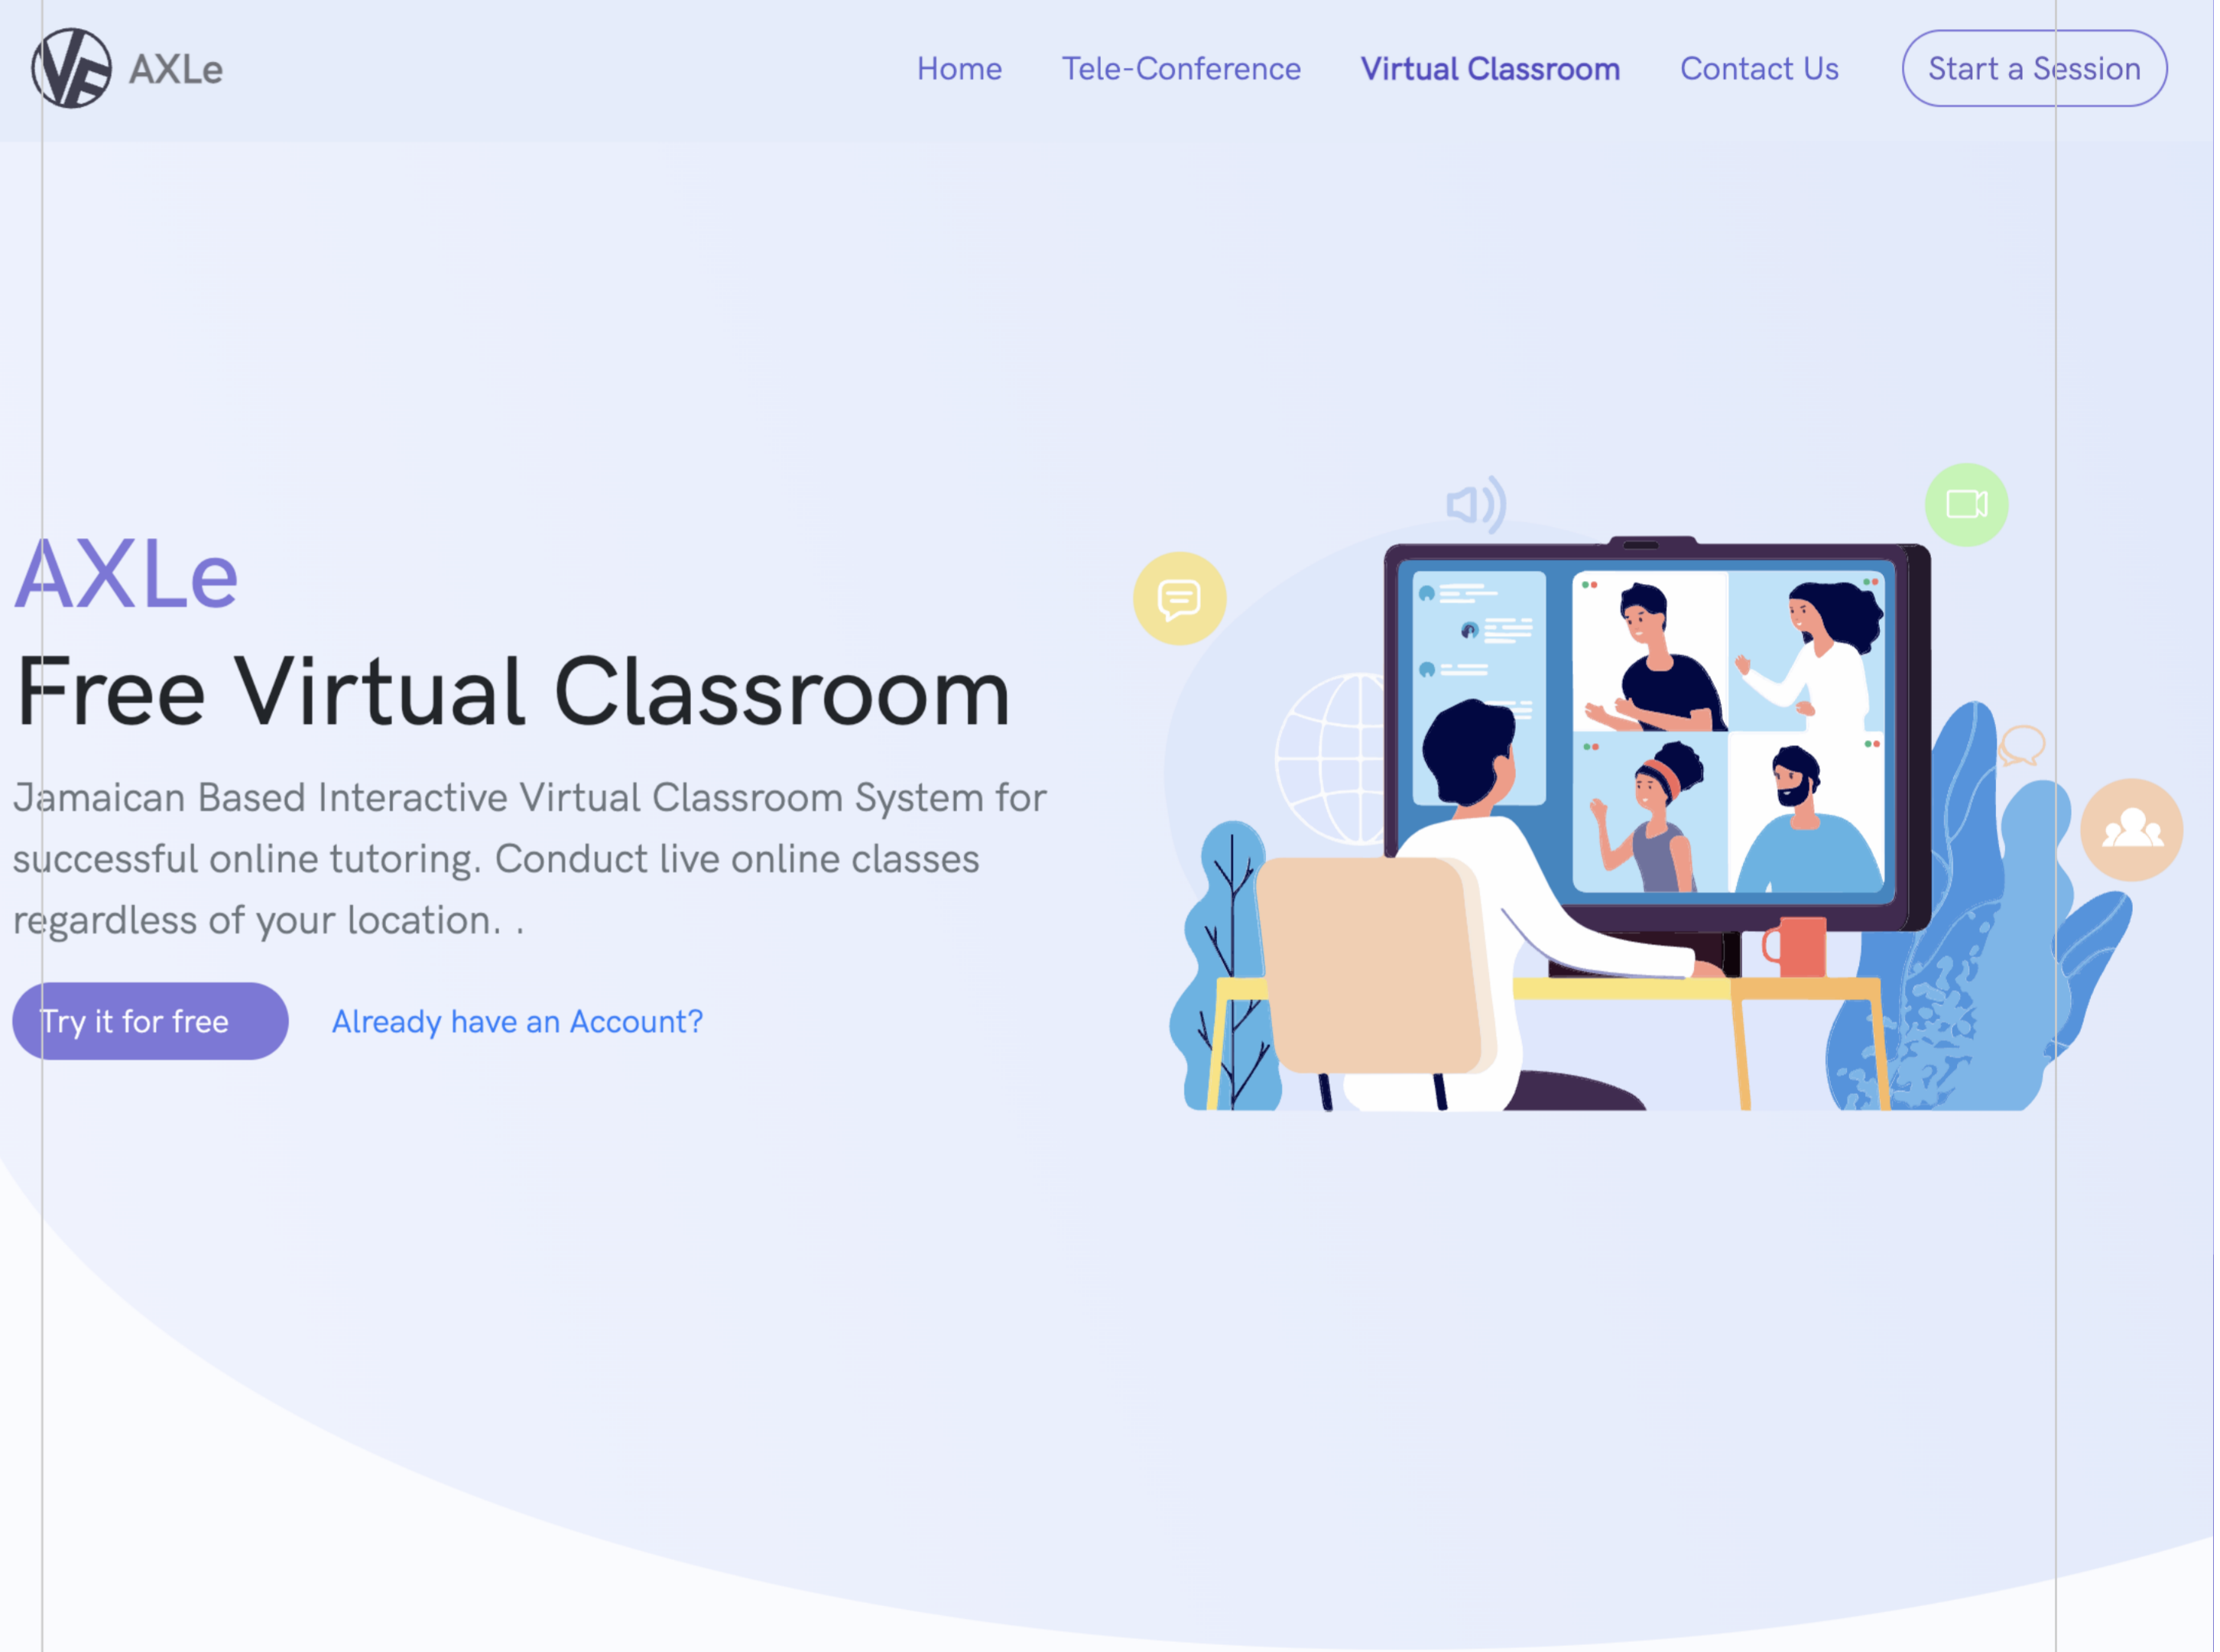 VF AXLe
Home Tele-Conference Virtual Classroom Contact Us Start a Session
AXLe
Free Virtual Classroom
Jamaican Based Interactive Virtual Classroom System for
successful online tutoring. Conduct live online classes
regardless of your location. .
Try it for free Already have an Account?